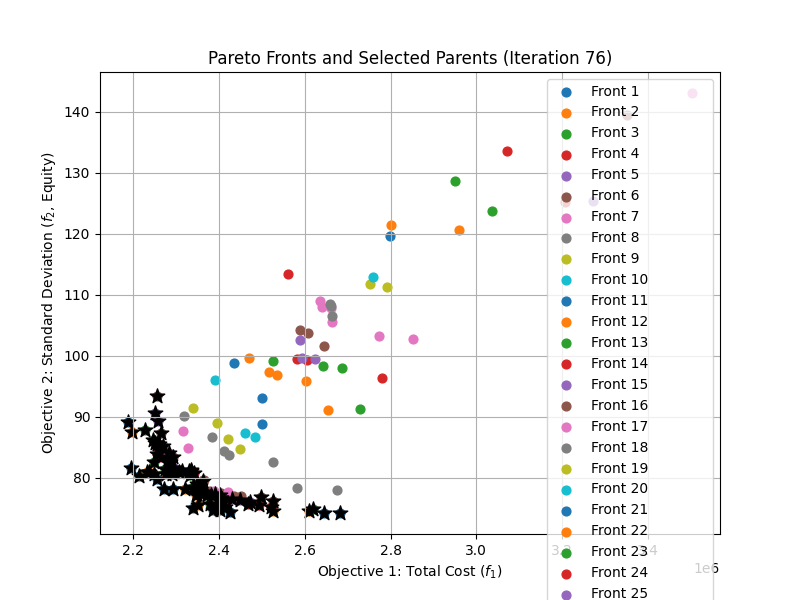 Pareto Fronts and Selected Parents (Iteration 76)
Objective 2: Standard Deviation (f₂, Equity)
140
130
120
110
100
90
80
2.2 2.4 2.6 2.8 3.0 3.2 3.4
1e6
Objective 1: Total Cost (f₁)
Front 1
Front 2
Front 3
Front 4
Front 5
Front 6
Front 7
Front 8
Front 9
Front 10
Front 11
Front 12
Front 13
Front 14
Front 15
Front 16
Front 17
Front 18
Front 19
Front 20
Front 21
Front 22
Front 23
Front 24
Front 25